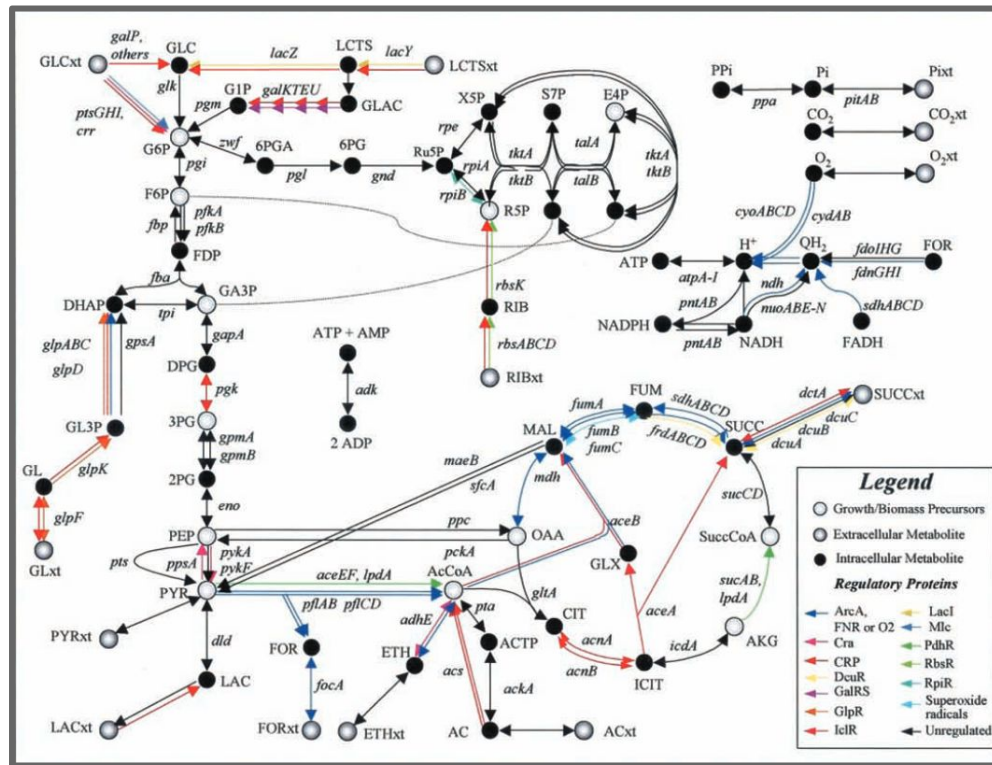 galP,
others
GLCxt
GLC
lacZ
LCTS
lacY
LCTSxt
glk
G1P
galKTEU
GLAC
pgm
ptsGHI,
crr
G6P
zwf
6PGA
pgl
6PG
gnd
Ru5P
rpe
rpiA
rpiB
X5P
S7P
E4P
R5P
tktA
tktB
talA
talB
tktA
tktB
pgi
F6P
fbp
pfkA
pfkB
FDP
fba
DHAP
tpi
GA3P
gapA
DPG
pgk
3PG
gpmA
gpmB
2PG
eno
glpABC
glpD
gpsA
GL3P
glpK
GL
glpF
GLxt
ATP + AMP
adk
2 ADP
rbsK
RIB
rbsABCD
RIBxt
PPi
ppa
Pi
pitAB
Pixt
CO2
CO2xt
O2
O2xt
cyoABCD
cydAB
ATP
atpA-I
H+
QH2
fdoIHG
fdnGHI
FOR
ndh
pntAB
nuoABE-N
sdhABCD
NADPH
pntAB
NADH
FADH
FUM
fumA
fumB
fumC
sdhABCD
frdABCD
SUCC
dctA
dcuB
dcuC
dcuA
SUCCxt
MAL
maeB
sfcA
mdh
sucCD
SuccCoA
sucAB,
lpdA
AKG
icdA
ICIT
aceA
GLX
aceB
acnA
acnB
CIT
gltA
OAA
ppc
pckA
PEP
pts
ppsA
pykA
pykF
PYR
aceEF, lpdA
AcCoA
pflAB pflCD
PYRxt
dld
LAC
LACxt
FOR
focA
FORxt
adhE
ETH
ETHxt
pta
ACTP
acs
ackA
AC
ACxt
Legend
Growth/Biomass Precursors
Extracellular Metabolite
Intracellular Metabolite
Regulatory Proteins
ArcA,
FNR or O2
Cra
CRP
DcuR
GalRS
GlpR
IclR
LacI
Mlc
PdhR
RbsR
RpiR
Superoxide
radicals
Unregulated